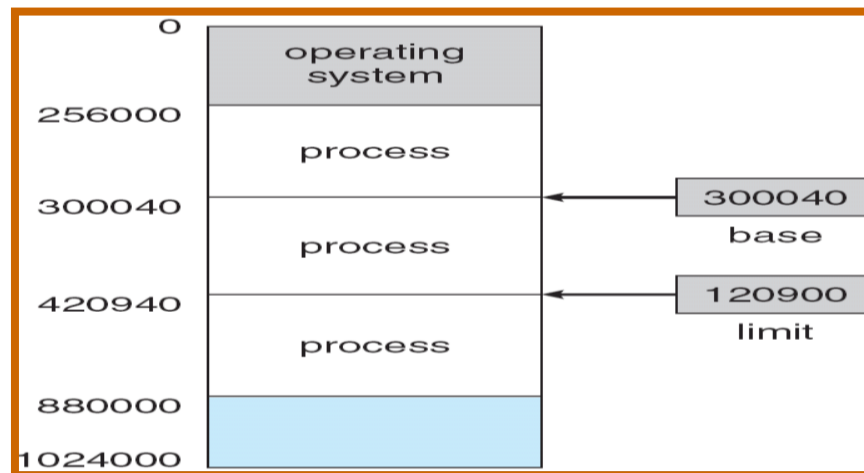 0
operating
system
256000
process
300040
300040
base
process
420940
120900
limit
process
880000
1024000